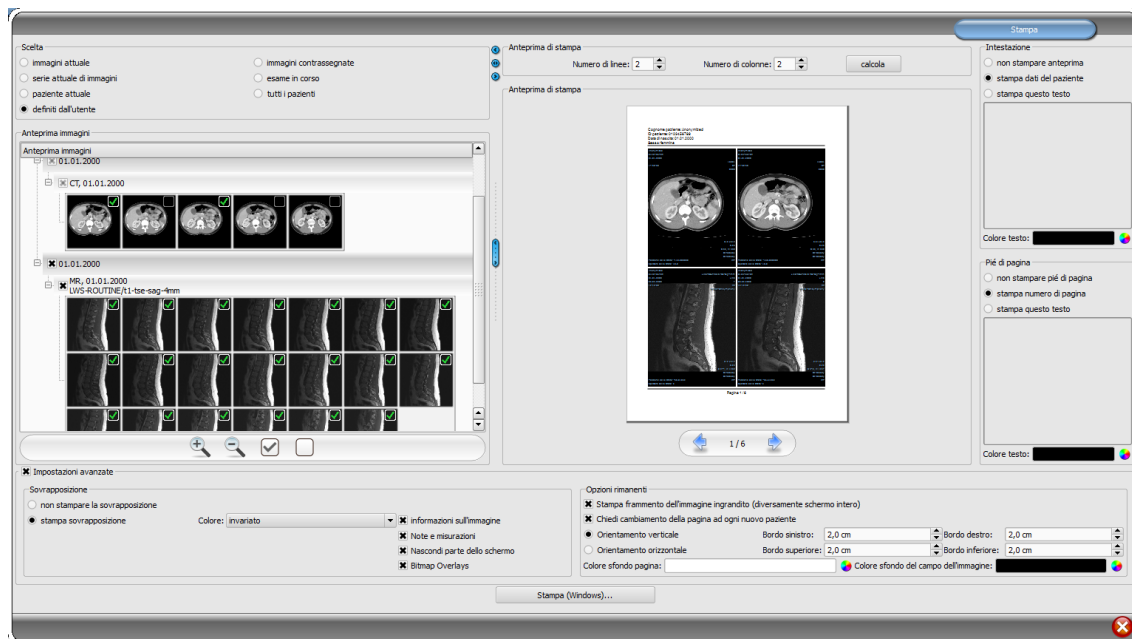 Stampa
Scelta
immagini attuale
immagini contrassegnate
serie attuale di immagini
esame in corso
paziente attuale
tutti i pazienti
definiti dall'utente
Anteprima immagini
Anteprima immagini
01.01.2000
CT, 01.01.2000
01.01.2000
MR, 01.01.2000
LWS-ROUTINE/t1-tse-sag-4mm
Anteprima di stampa
Numero di linee: 2
Numero di colonne: 2
calcola
Anteprima di stampa
Pagina 1 / 6
1 / 6
Intestazione
non stampare anteprima
stampa dati del paziente
stampa questo testo
Colore testo:
Piè di pagina
non stampare piè di pagina
stampa numero di pagina
stampa questo testo
Colore testo:
Impostazioni avanzate
Sovrapposizione
non stampare la sovrapposizione
stampa sovrapposizione
Colore: invariato
informazioni sull'immagine
Note e misurazioni
Nascondi parte dello schermo
Bitmap Overlays
Opzioni rimanenti
Stampa frammento dell'immagine ingrandito (diversamente schermo intero)
Chiedi cambiamento della pagina ad ogni nuovo paziente
Orientamento verticale
Bordo sinistro: 2,0 cm
Bordo destro: 2,0 cm
Orientamento orizzontale
Bordo superiore: 2,0 cm
Bordo inferiore: 2,0 cm
Colore sfondo pagina:
Colore sfondo del campo dell'immagine:
Stampa (Windows)...